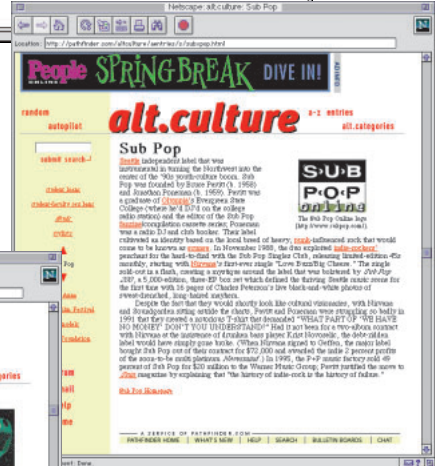 Netscape: alt.culture: Sub Pop
Location: http://pathfinder.com/altculture/aentries/s/subpop.html
People ONLINE SPRING BREAK DIVE IN!
random
autopilot
alt.culture
a-z entries
alt.categories
submit search
Sub Pop
Seattle independent label that was
instrumental in turning the Northwest into the
center of the '90s youth-culture boom. Sub
Pop was founded by Bruce Pavitt (b. 1958)
and Jonathan Poneman (b. 1959). Pavitt was
a graduate of Olympia's Evergreen State
College (where he'd DJ'd on the college
radio station) and the editor of the Sub Pop
fanzine/compilation cassette series; Poneman
was a radio DJ and club booker. Their label
cultivated an identity based on the local breed of heavy, punk-influenced rock that would
come to be known as grunge. In November 1988, the duo exploited indie-rockers'
penchant for the hard-to-find with the Sub Pop Singles Club, releasing limited-edition 45s
monthly, starting with Nirvana's first-ever single "Love Buzz/Big Cheese." The single
sold-out in a flash, creating a mystique around the label that was bolstered by Sub Pop
200, a 5,000-edition, three-EP box set which defined the thriving Seattle music scene for
the first time with 16 pages of Charles Peterson's live black-and-white photos of
sweat-drenched, long-haired mayhem.
Despite the fact that they would shortly look like cultural visionaries, with Nirvana
and Soundgarden sitting astride the charts, Pavitt and Poneman were struggling so badly in
1991 that they created a notorious T-shirt that demanded "WHAT PART OF 'WE HAVE
NO MONEY' DON'T YOU UNDERSTAND?" Had it not been for a two-album contract
with Nirvana at the insistence of drunken bass player Krist Novoselic, the debt-ridden
label would have simply gone broke. (When Nirvana signed to Geffen, the major label
bought Sub Pop out of their contract for $72,000 and awarded the indie 2 percent profits
of the soon-to-be multi-platinum Nevermind.) In 1995, the P+P music factory sold 49
percent of Sub Pop for $20 million to the Warner Music Group; Pavitt justified the move to
magazine by explaining that "the history of indie-rock is the history of failure."
Sub Pop Homepage
SUB
POP
online
The Sub Pop Online logo
(http://www.subpop.com/)
A SERVICE OF PATHFINDER.COM
PATHFINDER HOME | WHAT'S NEW | HELP | SEARCH | BULLETIN BOARDS | CHAT